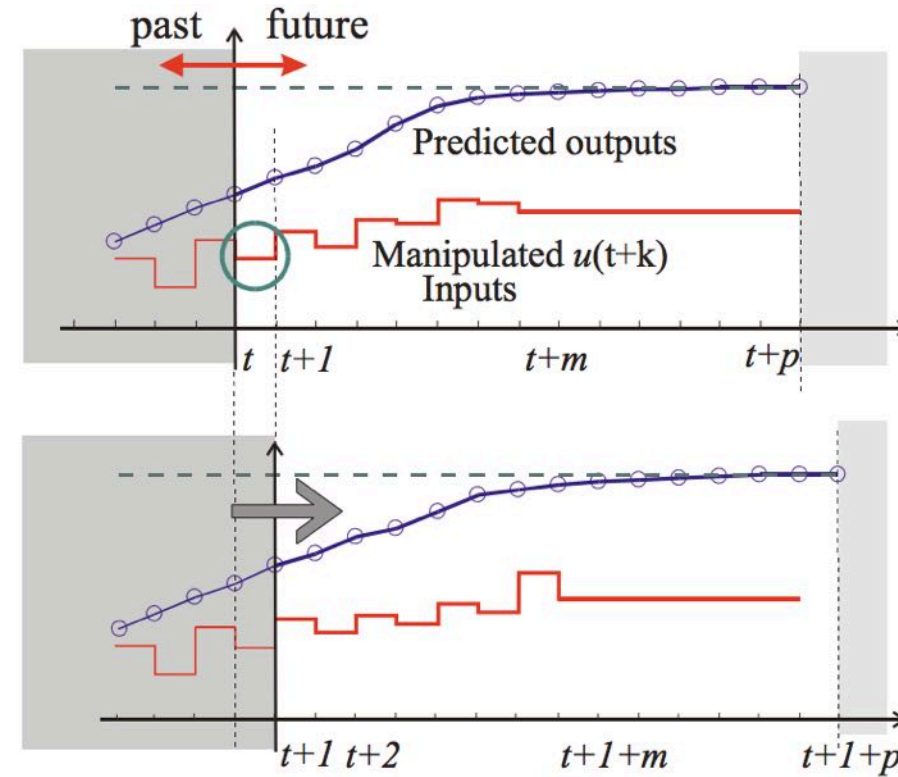 past future
Predicted outputs
Manipulated u(t+k)
Inputs
t t+1 t+m t+p
t+1 t+2 t+1+m t+1+p